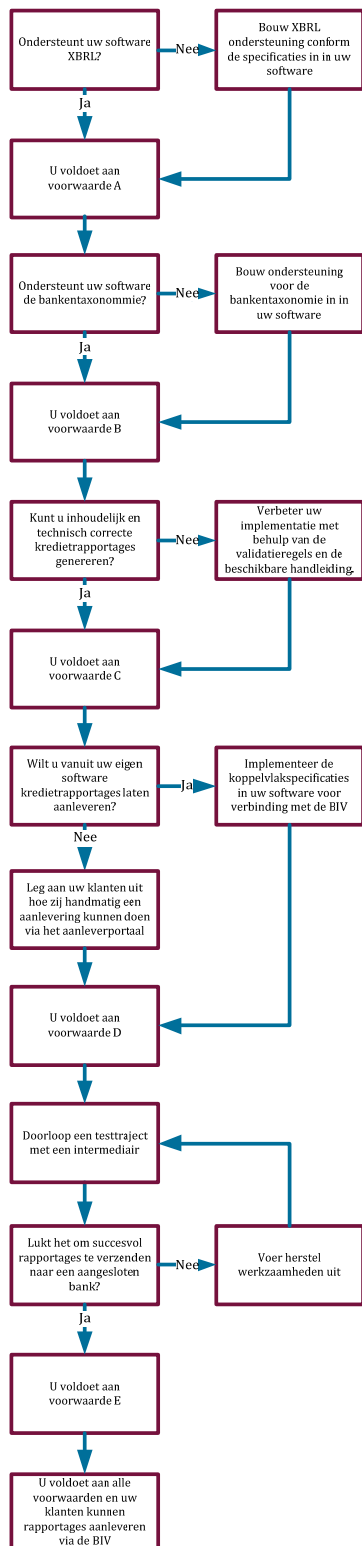 Ondersteunt uw software
XBRL?
Nee
Bouw XBRL
ondersteuning conform
de specificaties in in uw
software
Ja
U voldoet aan
voorwaarde A
Ondersteunt uw software
de bankentaxonommie?
Nee
Bouw ondersteuning
voor de
bankentaxonomie in in
uw software
Ja
U voldoet aan
voorwaarde B
Kunt u inhoudelijk en
technisch correcte
kredietrapportages
genereren?
Nee
Verbeter uw
implementatie met
behulp van de
validatieregels en de
beschikbare handleiding.
Ja
U voldoet aan
voorwaarde C
Wilt u vanuit uw eigen
software
kredietrapportages laten
aanleveren?
Ja
Implementeer de
koppelvlakspecificaties
in uw software voor
verbinding met de BIV
Nee
Leg aan uw klanten uit
hoe zij handmatig een
aanlevering kunnen doen
via het aanleverportaal
U voldoet aan
voorwaarde D
Doorloop een testtraject
met een intermediair
Lukt het om succesvol
rapportages te verzenden
naar een aangesloten
bank?
Nee
Voer herstel
werkzaamheden uit
Ja
U voldoet aan
voorwaarde E
U voldoet aan alle
voorwaarden en uw
klanten kunnen
rapportages aanleveren
via de BIV